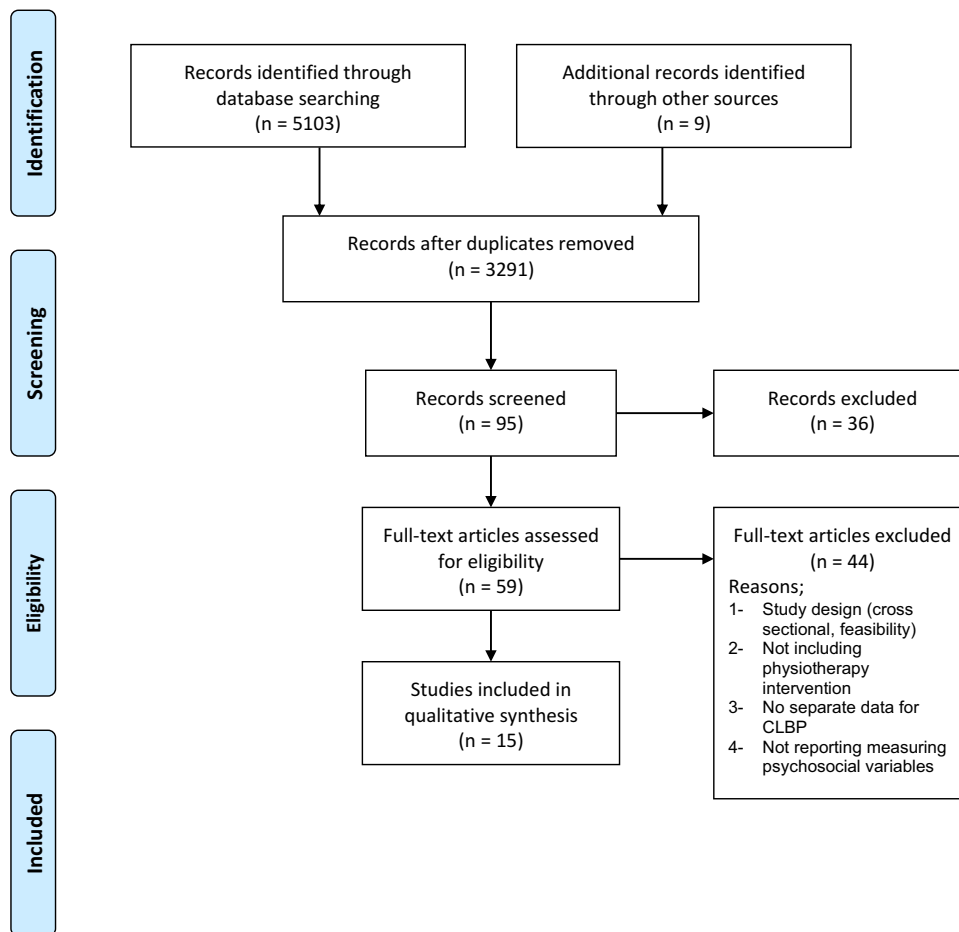 Identification
Records identified through
database searching
(n = 5103)
Additional records identified
through other sources
(n = 9)
Records after duplicates removed
(n = 3291)
Screening
Records screened
(n = 95)
Records excluded
(n = 36)
Eligibility
Full-text articles assessed
for eligibility
(n = 59)
Full-text articles excluded
(n = 44)
Reasons;
1- Study design (cross
sectional, feasibility)
2- Not including
physiotherapy
intervention
3- No separate data for
CLBP
4- Not reporting measuring
psychosocial variables
Studies included in
qualitative synthesis
(n = 15)
Included